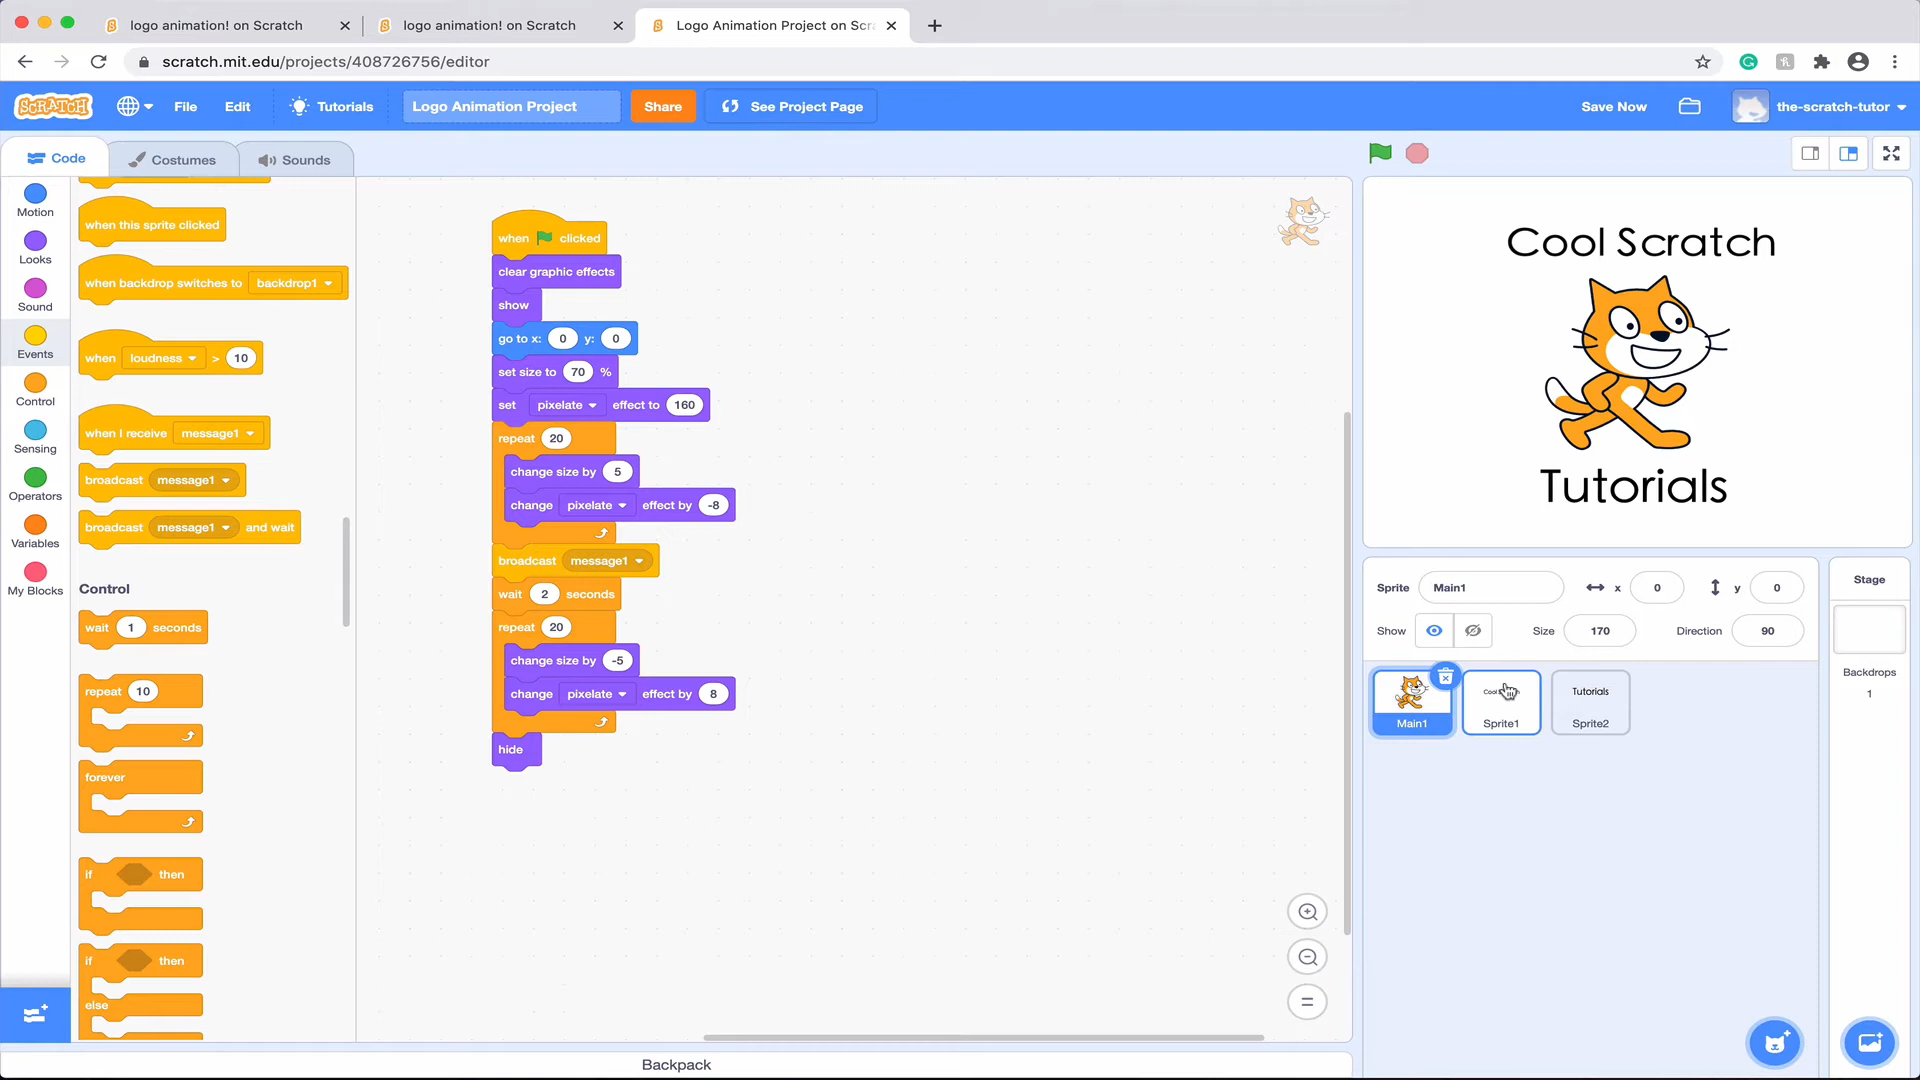 logo animation! on Scratch
logo animation! on Scratch
Logo Animation Project on Scr
scratch.mit.edu/projects/408726756/editor
SCRATCH
File
Edit
Tutorials
Logo Animation Project
Share
See Project Page
Save Now
the-scratch-tutor
Code
Costumes
Sounds
Motion
Looks
Sound
Events
Control
Sensing
Operators
Variables
My Blocks
when this sprite clicked
when backdrop switches to backdrop1
when loudness > 10
when I receive message1
broadcast message1
broadcast message1 and wait
Control
wait 1 seconds
repeat 10
forever
if then
if then
else
when clicked
clear graphic effects
show
go to x: 0 y: 0
set size to 70 %
set pixelate effect to 160
repeat 20
change size by 5
change pixelate effect by -8
broadcast message1
wait 2 seconds
repeat 20
change size by -5
change pixelate effect by 8
hide
Cool Scratch
Tutorials
Sprite Main1 x 0 y 0
Show Size 170 Direction 90
Main1
Sprite1
Tutorials
Sprite2
Stage
Backdrops
1
Backpack